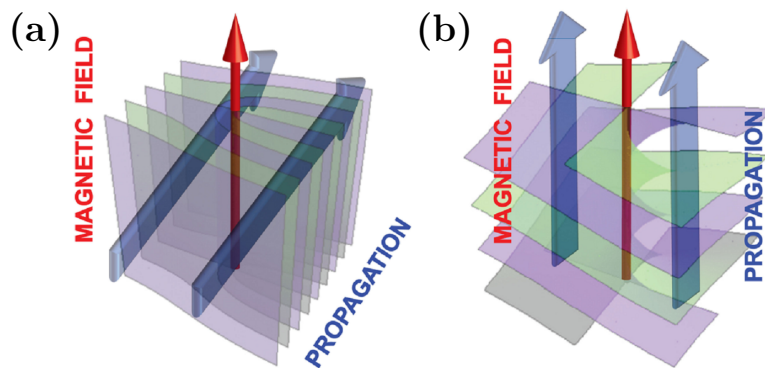 (a)
MAGNETIC FIELD
PROPAGATION
(b)
MAGNETIC FIELD
PROPAGATION